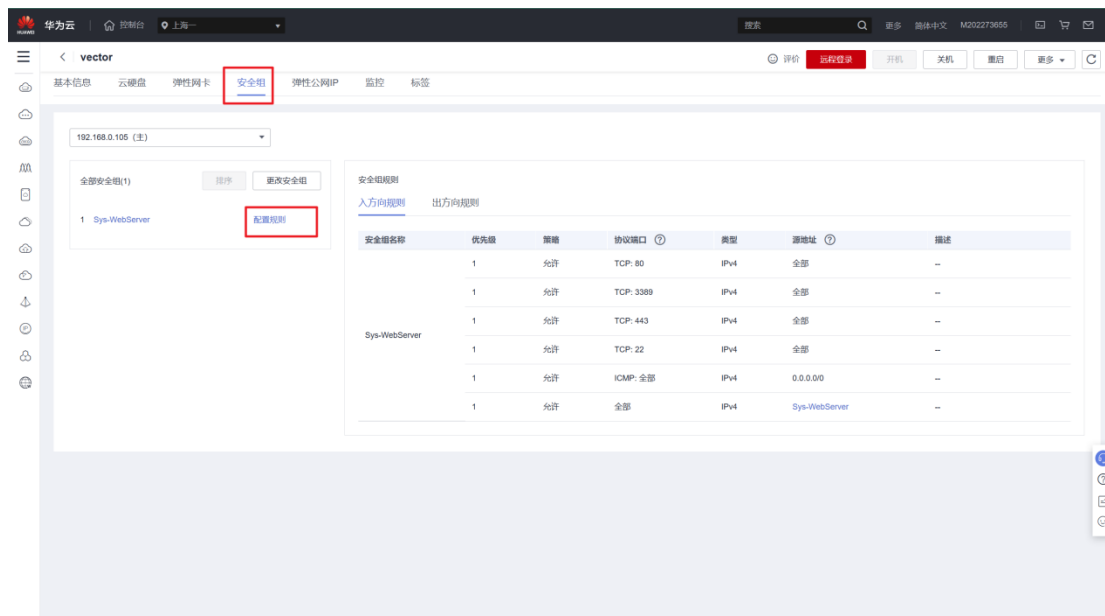 HUAWEI 华为云 控制台 上海一 搜索 更多 简体中文 M202273655
vector 评价 远程登录 开机 关机 重启 更多
基本信息 云硬盘 弹性网卡 安全组 弹性公网IP 监控 标签
192.168.0.105 (主)
全部安全组(1) 排序 更改安全组
1 Sys-WebServer 配置规则
安全组规则
入方向规则 出方向规则
安全组名称 优先级 策略 协议端口 类型 源地址 描述
1 允许 TCP: 80 IPv4 全部 --
1 允许 TCP: 3389 IPv4 全部 --
1 允许 TCP: 443 IPv4 全部 --
Sys-WebServer
1 允许 TCP: 22 IPv4 全部 --
1 允许 ICMP: 全部 IPv4 0.0.0.0/0 --
1 允许 全部 IPv4 Sys-WebServer --